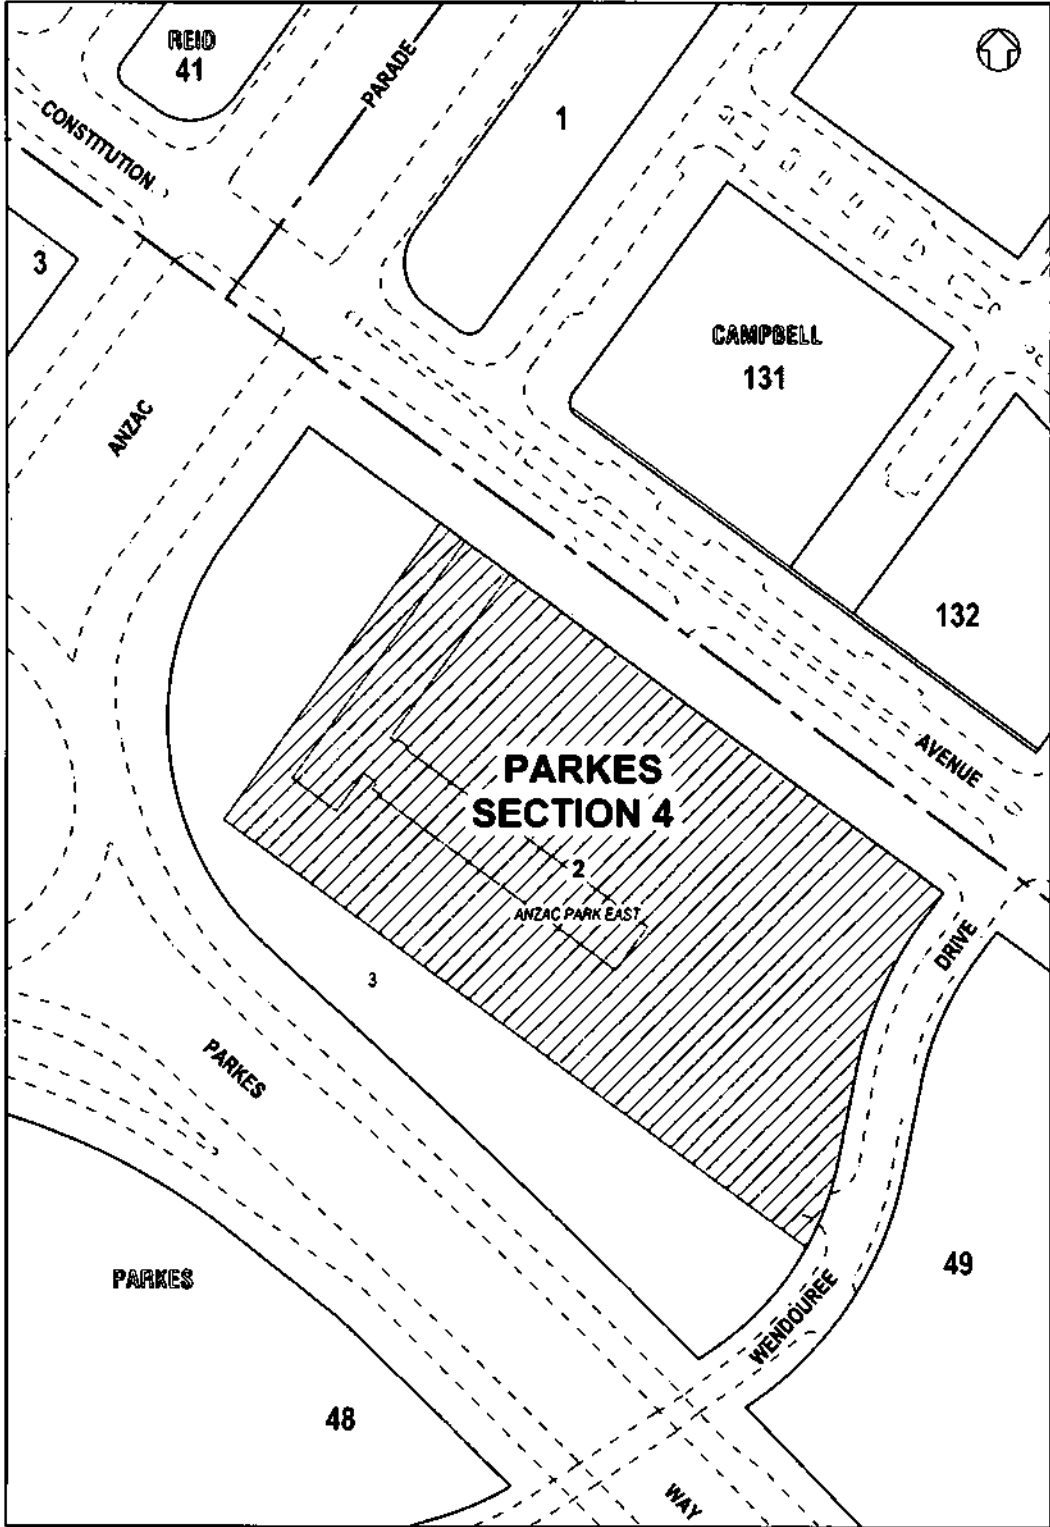 REID
41
PARADE
CONSTITUTION
1
3
CAMPBELL
131
ANZAC
132
PARKES
SECTION 4
AVENUE
2
ANZAC PARK EAST
DRIVE
3
PARKES
49
PARKES
WENDOUREE
48
WAY